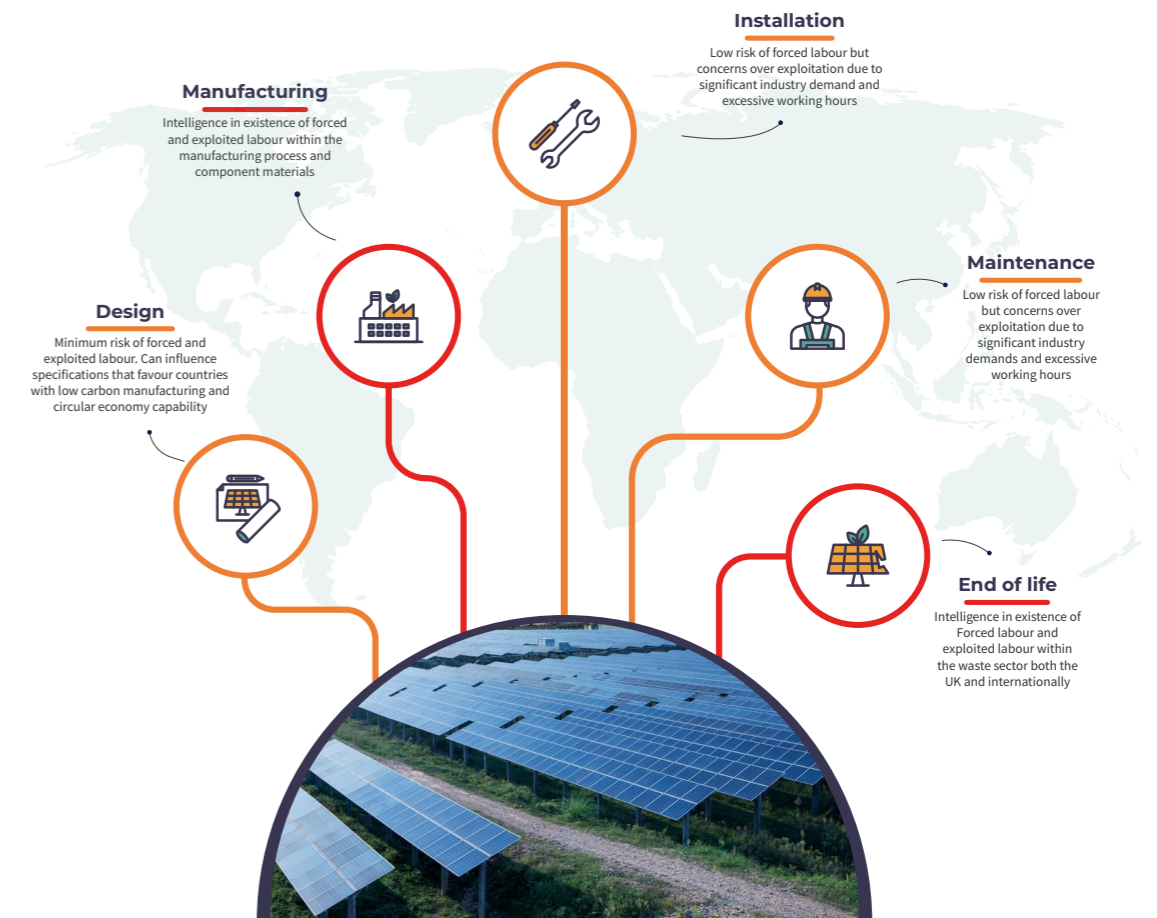 Installation
Low risk of forced labour but
concerns over exploitation due to
significant industry demand and
excessive working hours
Manufacturing
Intelligence in existence of forced
and exploited labour within the
manufacturing process and
component materials
Maintenance
Low risk of forced labour
but concerns over
exploitation due to
significant industry
demands and excessive
working hours
Design
Minimum risk of forced and
exploited labour. Can influence
specifications that favour countries
with low carbon manufacturing and
circular economy capability
End of life
Intelligence in existence of
Forced labour and
exploited labour within
the waste sector both the
UK and internationally